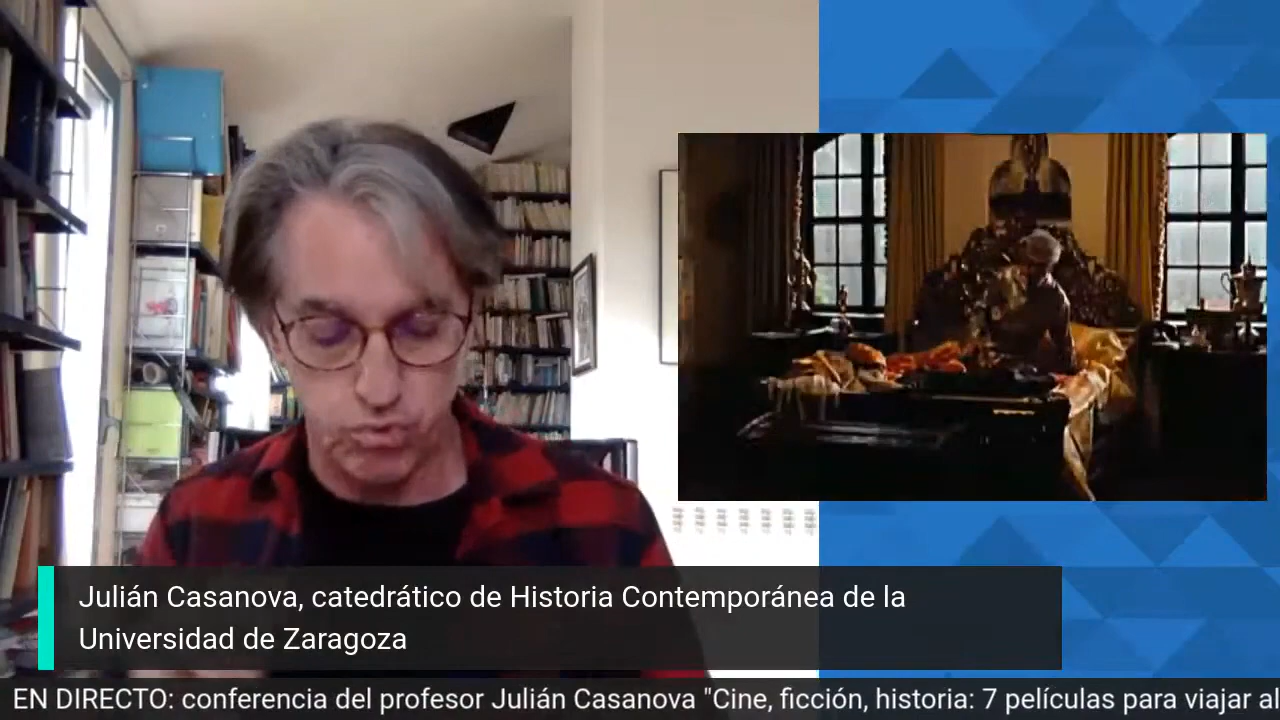 Julián Casanova, catedrático de Historia Contemporánea de la
Universidad de Zaragoza
EN DIRECTO: conferencia del profesor Julián Casanova "Cine, ficción, historia: 7 películas para viajar al